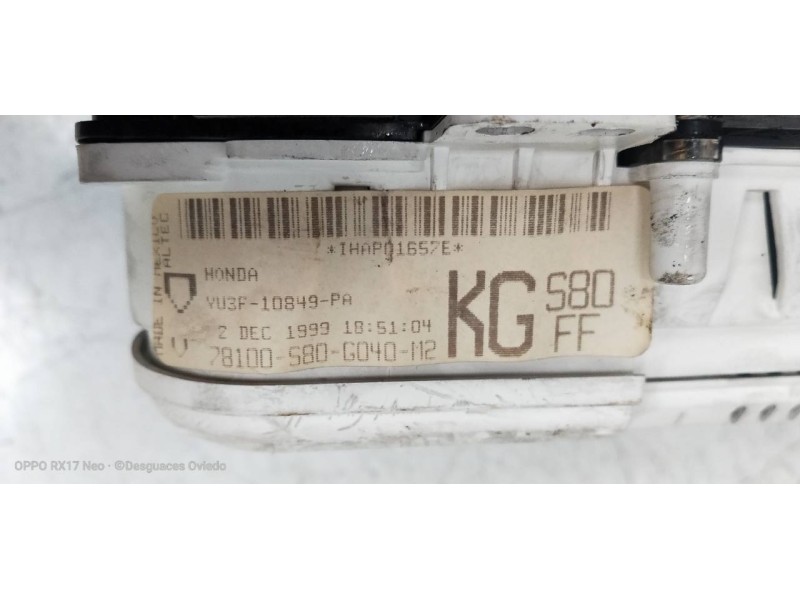 *IHAP01657E*
MADE IN MEXICO
ALTEC
HONDA
YU3F-10849-PA
2 DEC 1999 18:51:04
78100-S80-G040-M2
KG
S80
FF
OPPO RX17 Neo · ©Desguaces Oviedo